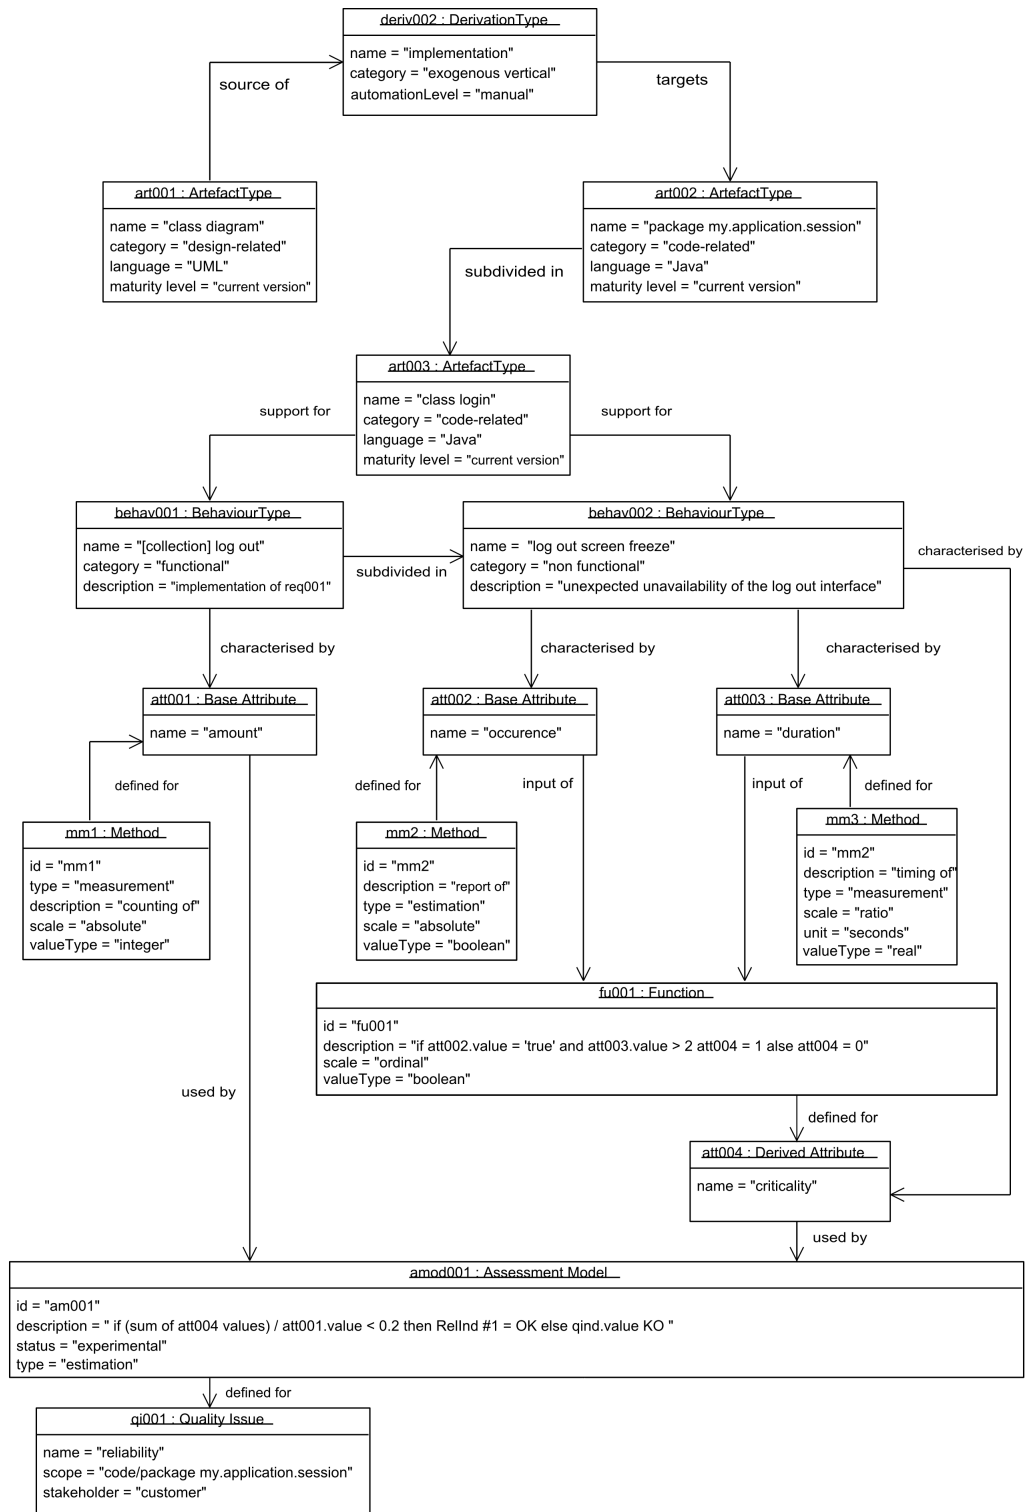 deriv002 : DerivationType
name = "implementation"
category = "exogenous vertical"
automationLevel = "manual"
source of
targets
art001 : ArtefactType
name = "class diagram"
category = "design-related"
language = "UML"
maturity level = "current version"
art002 : ArtefactType
name = "package my.application.session"
category = "code-related"
language = "Java"
maturity level = "current version"
subdivided in
art003 : ArtefactType
name = "class login"
category = "code-related"
language = "Java"
maturity level = "current version"
support for
support for
behav001 : BehaviourType
name = "[collection] log out"
category = "functional"
description = "implementation of req001"
subdivided in
behav002 : BehaviourType
name =  "log out screen freeze"
category = "non functional"
description = "unexpected unavailability of the log out interface"
characterised by
characterised by
characterised by
characterised by
att001 : Base Attribute
name = "amount"
att002 : Base Attribute
name = "occurence"
att003 : Base Attribute
name = "duration"
defined for
defined for
input of
input of
defined for
mm1 : Method
id = "mm1"
type = "measurement"
description = "counting of"
scale = "absolute"
valueType = "integer"
mm2 : Method
id = "mm2"
description = "report of"
type = "estimation"
scale = "absolute"
valueType = "boolean"
mm3 : Method
id = "mm2"
description = "timing of"
type = "measurement"
scale = "ratio"
unit = "seconds"
valueType = "real"
fu001 : Function
id = "fu001"
description = "if att002.value = 'true' and att003.value > 2 att004 = 1 alse att004 = 0"
scale = "ordinal"
valueType = "boolean"
used by
defined for
att004 : Derived Attribute
name = "criticality"
used by
amod001 : Assessment Model
id = "am001"
description = " if (sum of att004 values) / att001.value < 0.2 then RelInd #1 = OK else qind.value KO "
status = "experimental"
type = "estimation"
defined for
qi001 : Quality Issue
name = "reliability"
scope = "code/package my.application.session"
stakeholder = "customer"